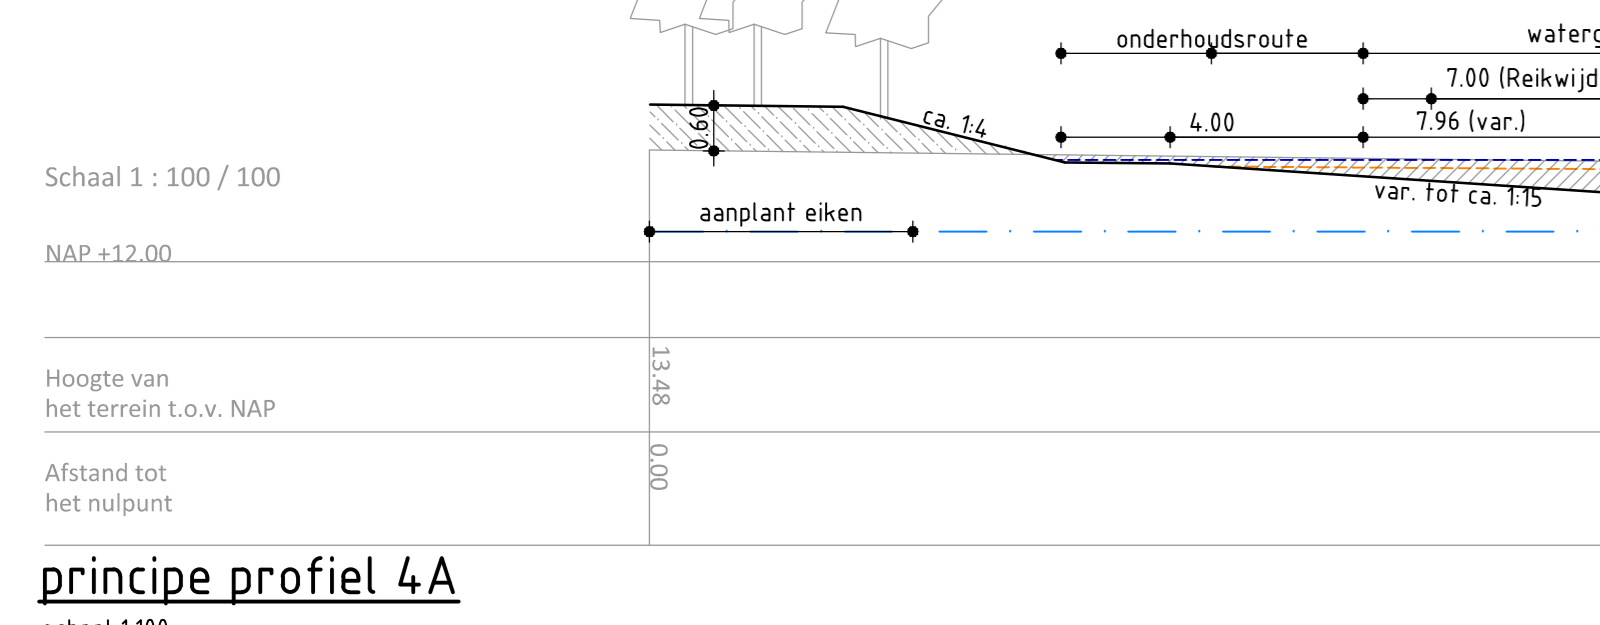 onderhoudsroute
7.00 (Reikwijd
0.60
ca. 1:4
4.00
7.96 (var.)
Schaal 1 : 100 / 100
var. tot ca. 1:15
aanplant eiken
NAP +12.00
13.48
Hoogte van
het terrein t.o.v. NAP
0.00
Afstand tot
het nulpunt
principe profiel 4A